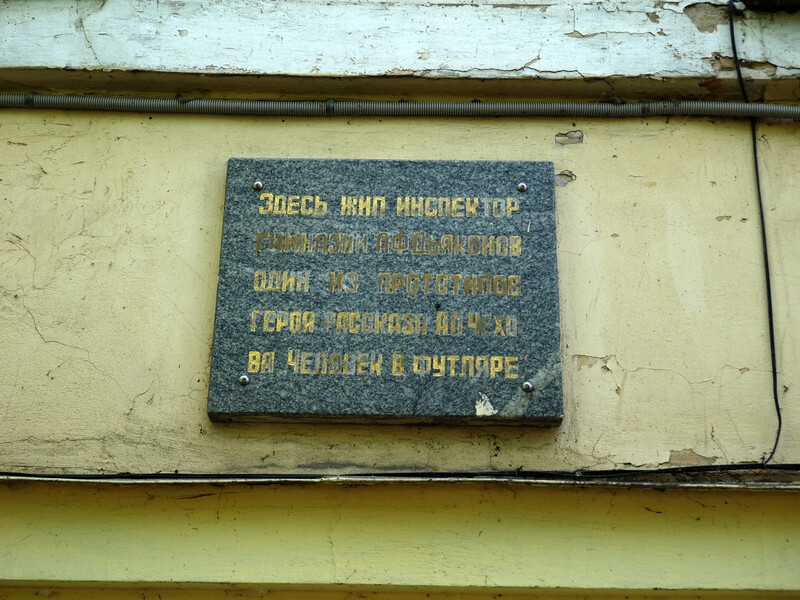 Здесь жил инспектор
гимназии А.Ф.Дьяконов
один из прототипов
героя рассказа А.П.Чехо
ва Человек в футляре